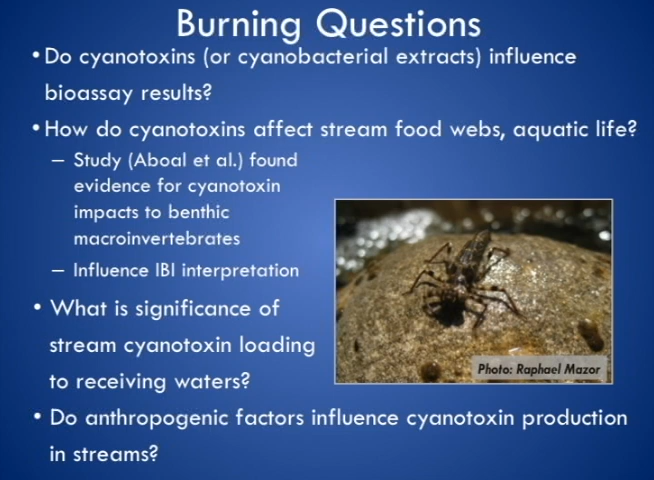 Burning Questions
• Do cyanotoxins (or cyanobacterial extracts) influence
bioassay results?
• How do cyanotoxins affect stream food webs, aquatic life?
– Study (Aboal et al.) found
evidence for cyanotoxin
impacts to benthic
macroinvertebrates
– Influence IBI interpretation
• What is significance of
stream cyanotoxin loading
to receiving waters?
Photo: Raphael Mazor
• Do anthropogenic factors influence cyanotoxin production
in streams?